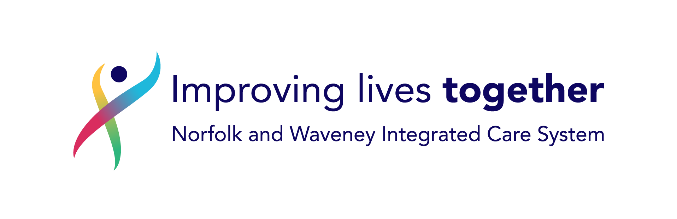 Improving lives together
Norfolk and Waveney Integrated Care System